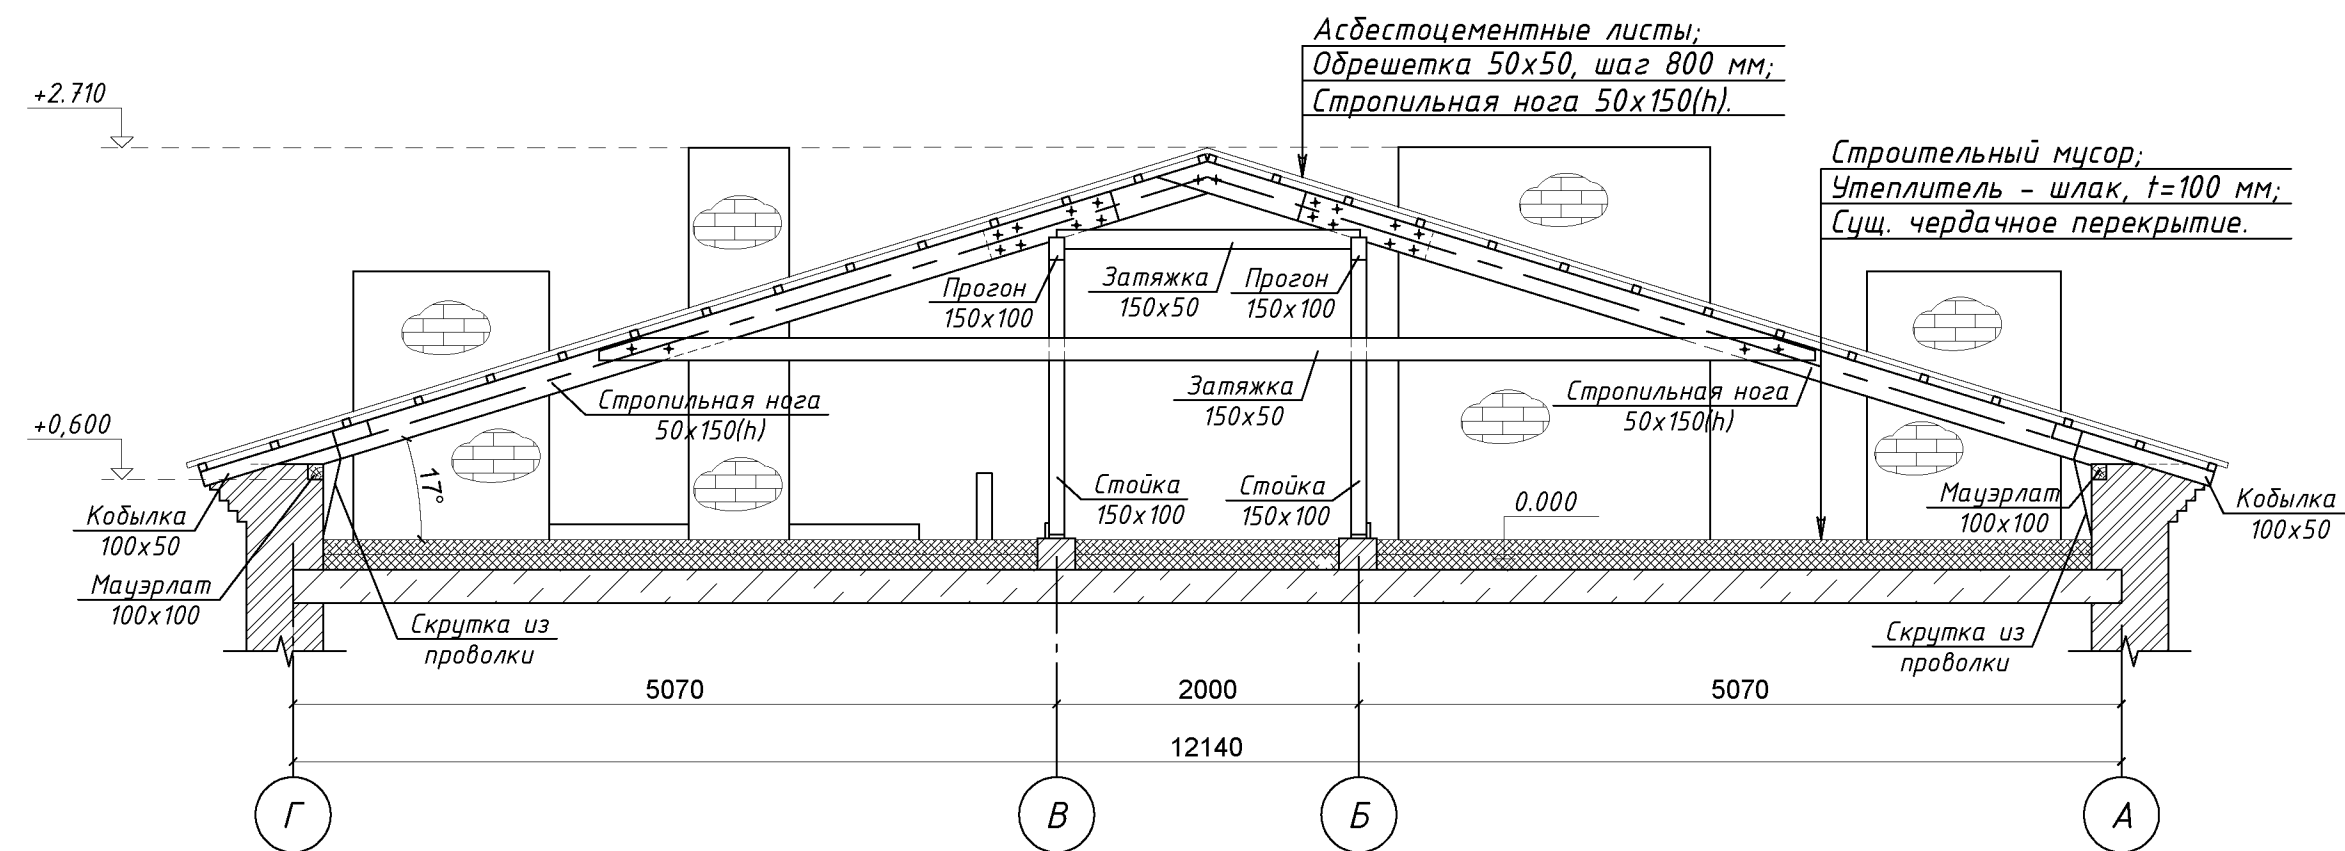 Асбестоцементные листы;
Обрешетка 50х50, шаг 800 мм;
Стропильная нога 50х150(h).
+2.710
Строительный мусор;
Утеплитель - шлак, t=100 мм;
Сущ. чердачное перекрытие.
Прогон
150х100
Затяжка
150х50
Прогон
150х100
+0,600
Стропильная нога
50х150(h)
Затяжка
150х50
Стропильная нога
50х150(h)
17°
Кобылка
100х50
Стойка
150х100
Стойка
150х100
0.000
Мауэрлат
100х100
Кобылка
100х50
Мауэрлат
100х100
Скрутка из
проволки
Скрутка из
проволки
5070
2000
5070
12140
Г
В
Б
А